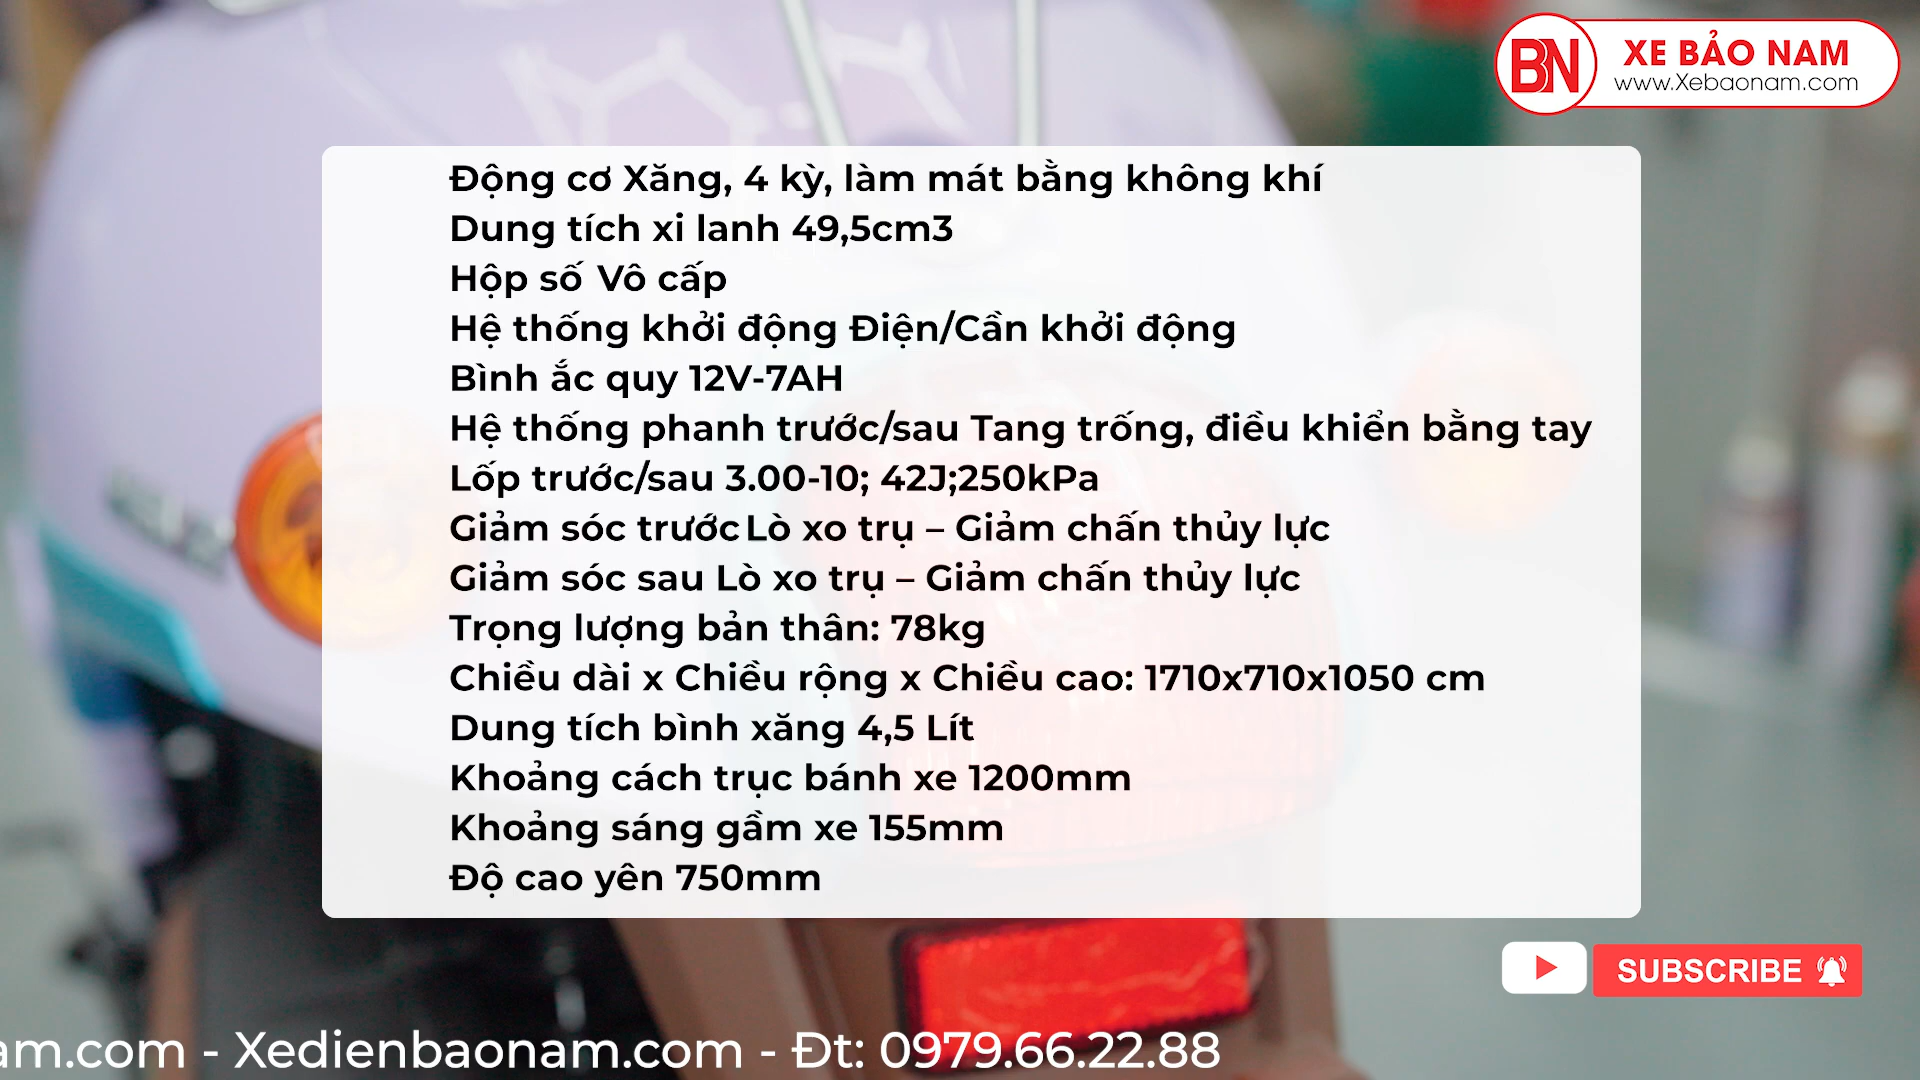 BN
XE BẢO NAM
www.Xebaonam.com
Động cơ Xăng, 4 kỳ, làm mát bằng không khí
Dung tích xi lanh 49,5cm3
Hộp số Vô cấp
Hệ thống khởi động Điện/Cần khởi động
Bình ắc quy 12V-7AH
Hệ thống phanh trước/sau Tang trống, điều khiển bằng tay
Lốp trước/sau 3.00-10; 42J;250kPa
Giảm sóc trước Lò xo trụ – Giảm chấn thủy lực
Giảm sóc sau Lò xo trụ – Giảm chấn thủy lực
Trọng lượng bản thân: 78kg
Chiều dài x Chiều rộng x Chiều cao: 1710x710x1050 cm
Dung tích bình xăng 4,5 Lít
Khoảng cách trục bánh xe 1200mm
Khoảng sáng gầm xe 155mm
Độ cao yên 750mm
SUBSCRIBE
am.com - Xedienbaonam.com - Đt: 0979.66.22.88